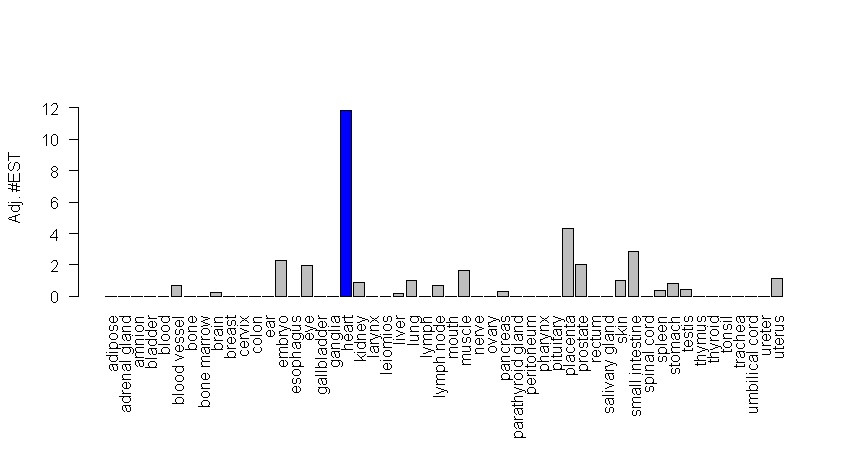 Adj. #EST
12
10
8
6
4
2
0
adipose
adrenal gland
amnion
bladder
blood
blood vessel
bone
bone marrow
brain
breast
cervix
colon
ear
embryo
esophagus
eye
gallbladder
ganglia
heart
kidney
larynx
leiomios
liver
lung
lymph
lymph node
mouth
muscle
nerve
ovary
pancreas
parathyroid gland
peritoneum
pharynx
pituitary
placenta
prostate
rectum
salivary gland
skin
small intestine
spinal cord
spleen
stomach
testis
thymus
thyroid
tonsil
trachea
umbilical cord
ureter
uterus